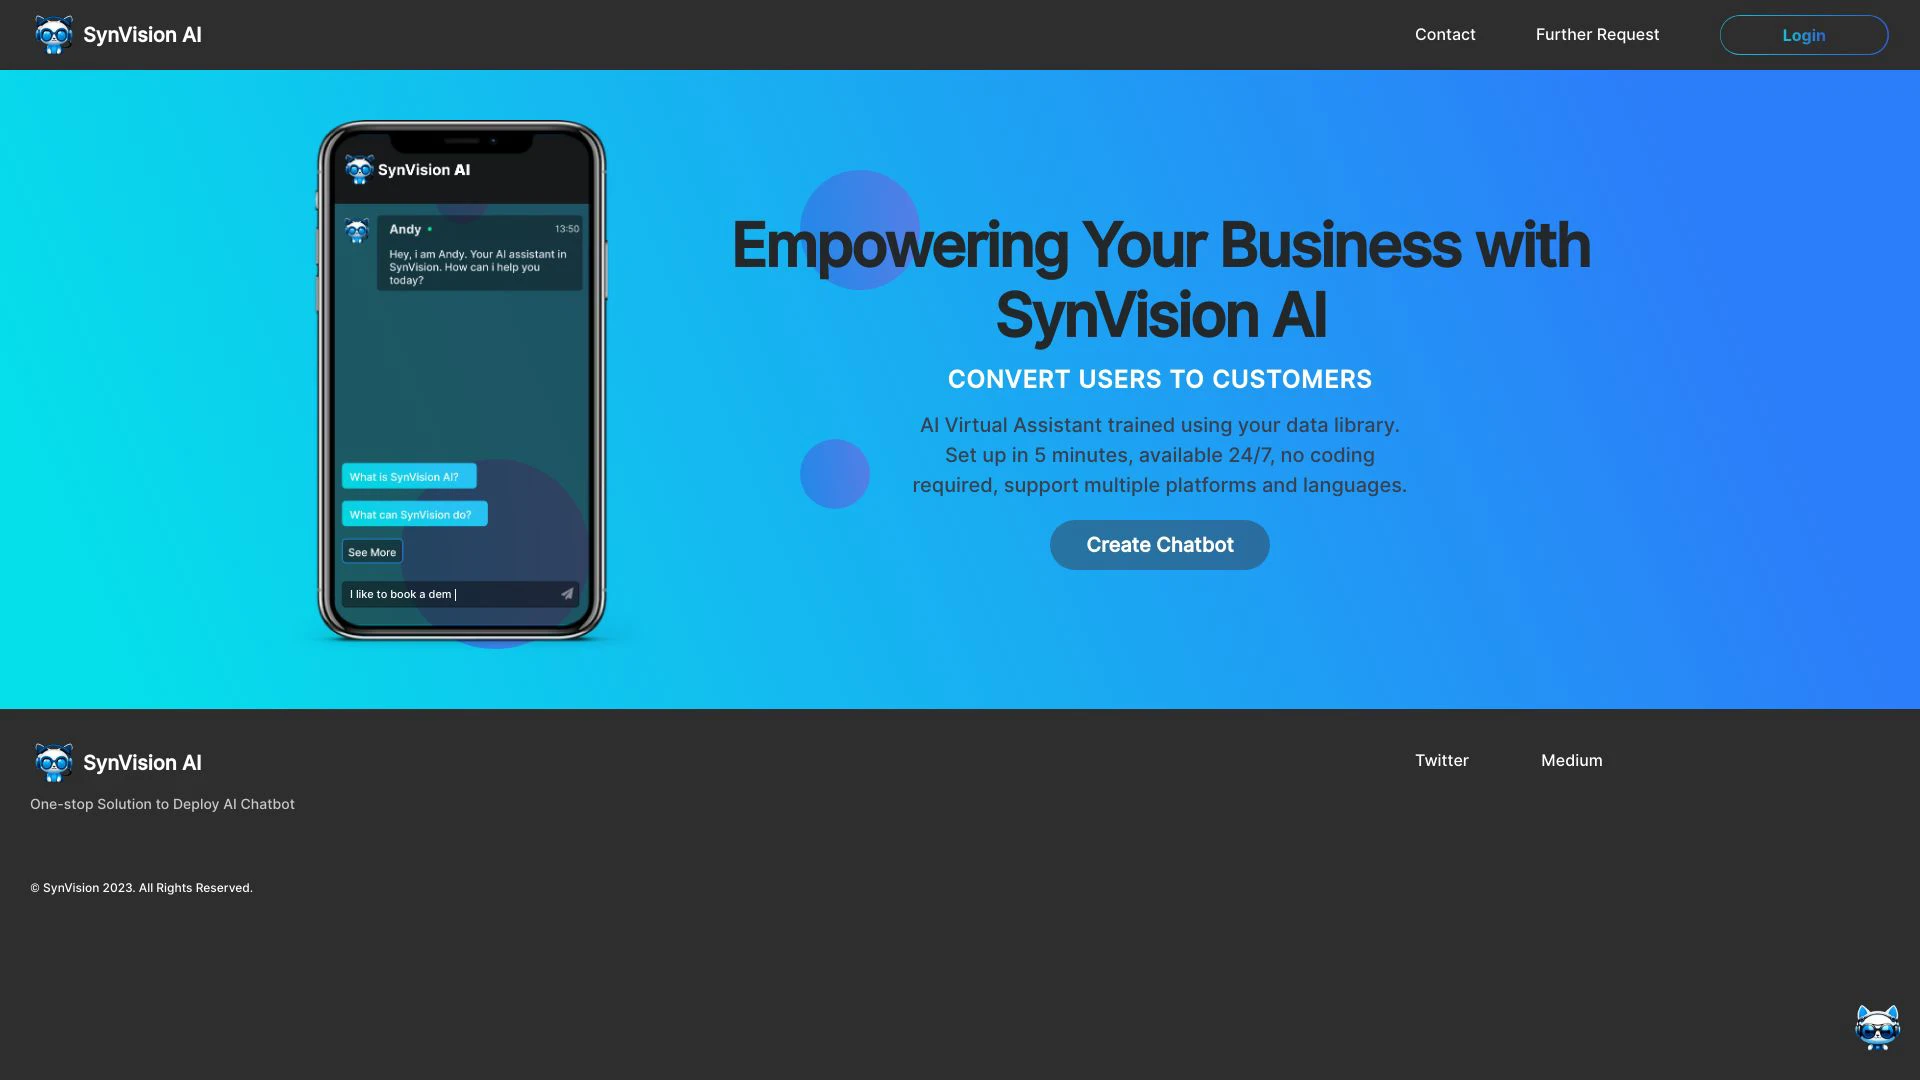 SynVision AI
Contact
Further Request
Login
SynVision AI
Andy
13:50
Hey, i am Andy. Your AI assistant in
SynVision. How can i help you
today?
What is SynVision AI?
What can SynVision do?
See More
I like to book a dem
Empowering Your Business with
SynVision AI
CONVERT USERS TO CUSTOMERS
AI Virtual Assistant trained using your data library.
Set up in 5 minutes, available 24/7, no coding
required, support multiple platforms and languages.
Create Chatbot
SynVision AI
One-stop Solution to Deploy AI Chatbot
Twitter
Medium
© SynVision 2023. All Rights Reserved.